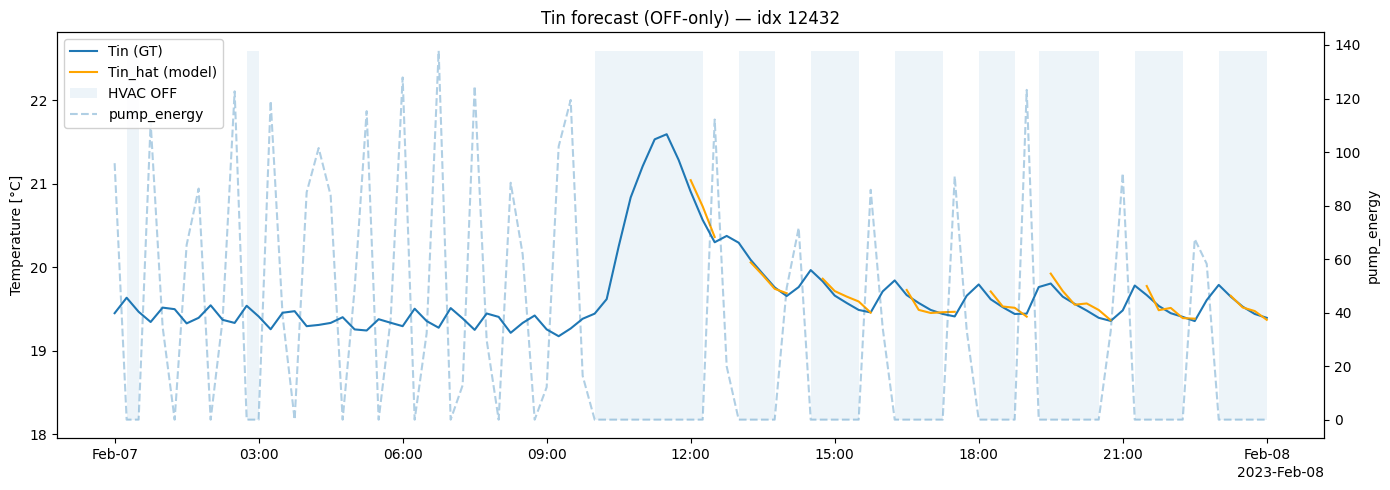 Tin forecast (OFF-only) — idx 12432
Tin (GT)
Tin_hat (model)
HVAC OFF
pump_energy
Temperature [°C]
22
21
20
19
18
140
120
100
80
60
40
20
0
pump_energy
Feb-07
03:00
06:00
09:00
12:00
15:00
18:00
21:00
Feb-08
2023-Feb-08